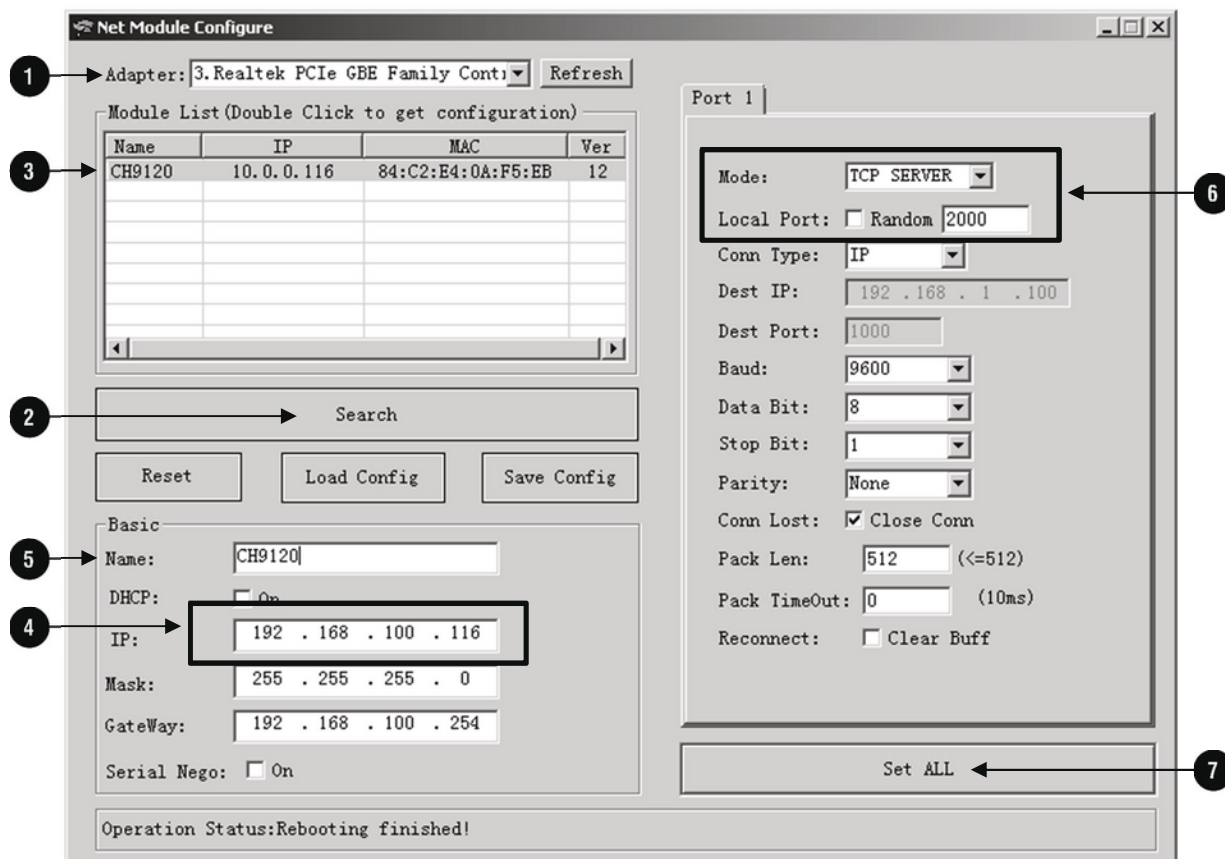 Net Module Configure
1
Adapter: 3.Realtek PCIe GBE Family Cont Refresh
Module List(Double Click to get configuration)
Name IP MAC Ver
3
CH9120 10.0.0.116 84:C2:E4:0A:F5:EB 12
2
Search
Reset Load Config Save Config
Basic
5
Name: CH9120
DHCP: On
4
IP: 192 . 168 . 100 . 116
Mask: 255 . 255 . 255 . 0
GateWay: 192 . 168 . 100 . 254
Serial Nego: On
Port 1
Mode: TCP SERVER
6
Local Port: Random 2000
Conn Type: IP
Dest IP: 192 . 168 . 1 . 100
Dest Port: 1000
Baud: 9600
Data Bit: 8
Stop Bit: 1
Parity: None
Conn Lost: Close Conn
Pack Len: 512 (<=512)
Pack TimeOut: 0 (10ms)
Reconnect: Clear Buff
Set ALL
7
Operation Status:Rebooting finished!